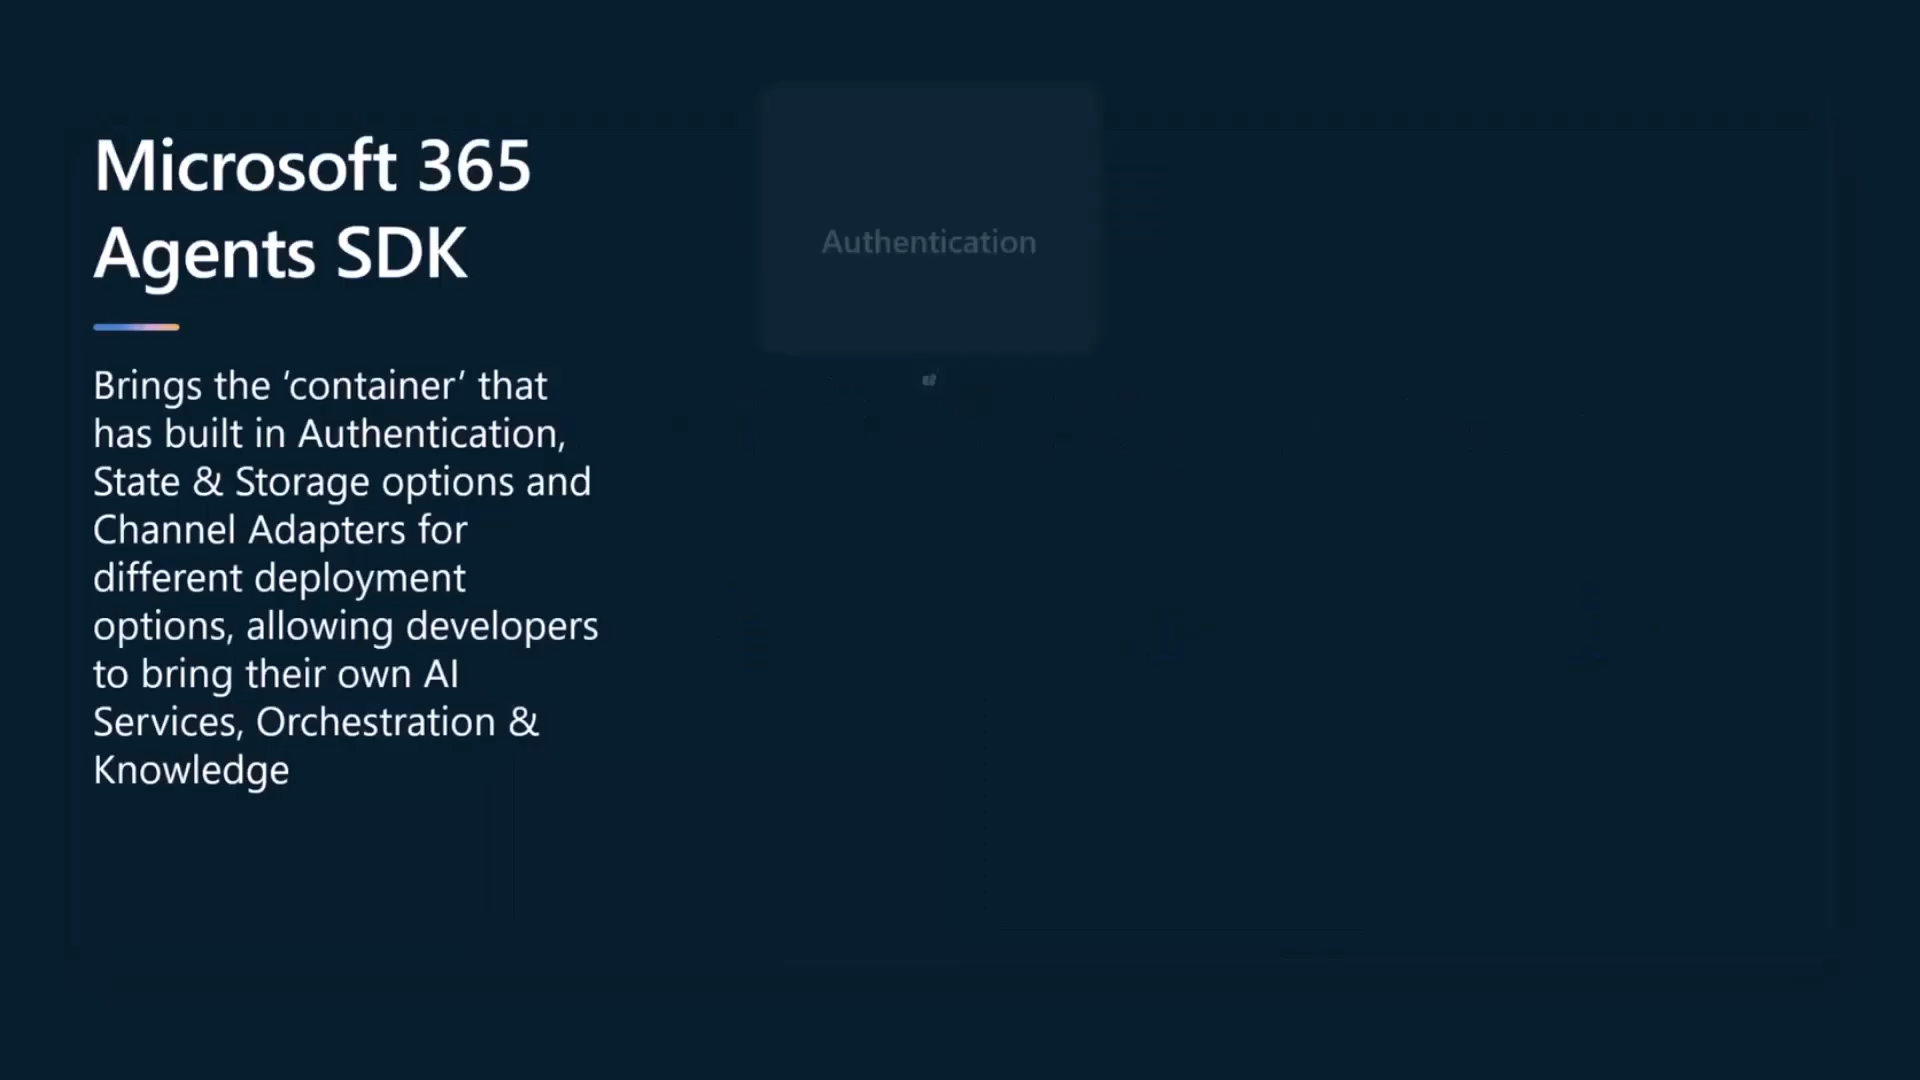 Microsoft 365
Agents SDK
Brings the ‘container’ that
has built in Authentication,
State & Storage options and
Channel Adapters for
different deployment
options, allowing developers
to bring their own AI
Services, Orchestration &
Knowledge
Authentication